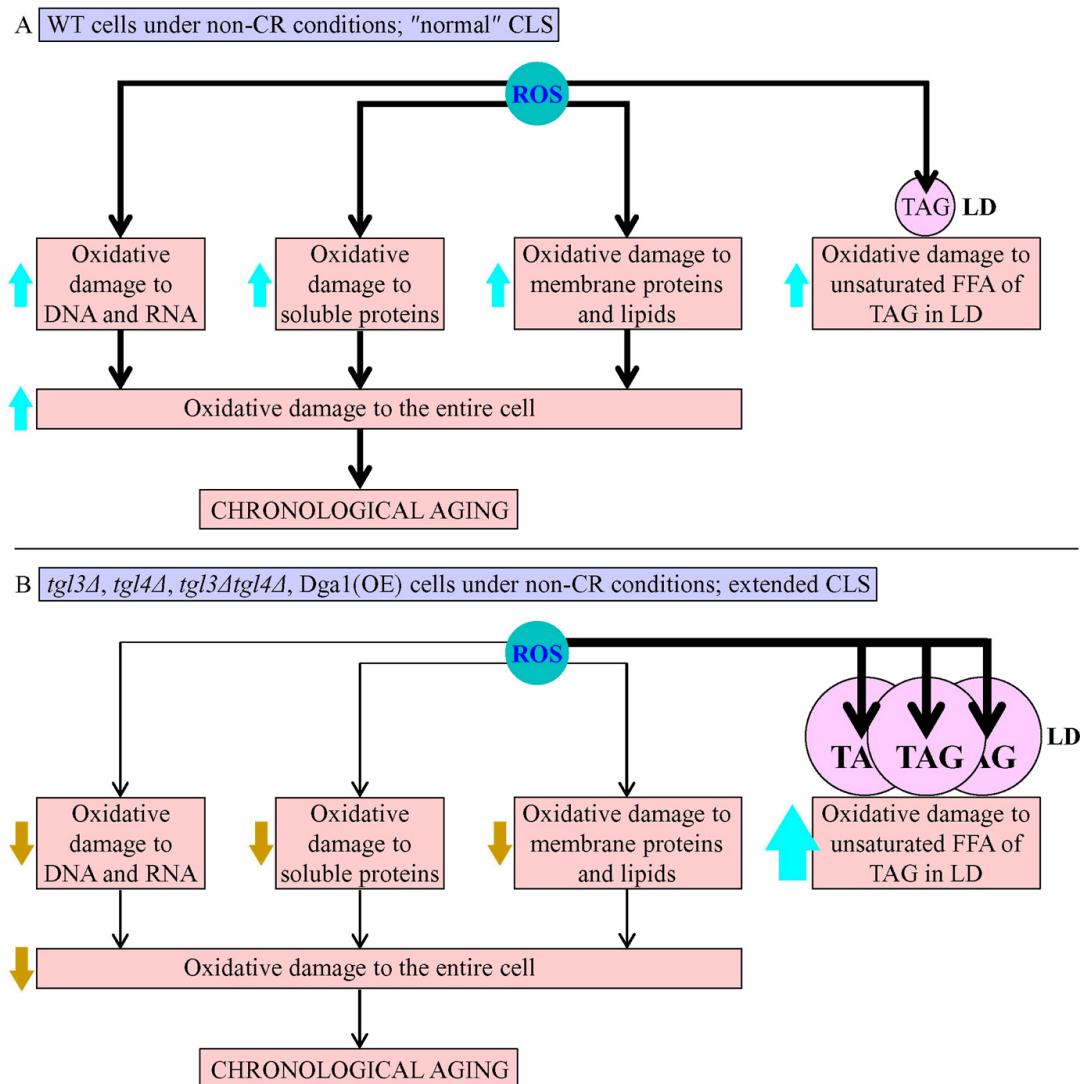 A WT cells under non-CR conditions; "normal" CLS
ROS
TAG LD
Oxidative
damage to
DNA and RNA
Oxidative
damage to
soluble proteins
Oxidative damage to
membrane proteins
and lipids
Oxidative damage to
unsaturated FFA of
TAG in LD
Oxidative damage to the entire cell
CHRONOLOGICAL AGING
B tgl3Δ, tgl4Δ, tgl3Δtgl4Δ, Dga1(OE) cells under non-CR conditions; extended CLS
ROS
TA TAG AG LD
Oxidative
damage to
DNA and RNA
Oxidative
damage to
soluble proteins
Oxidative damage to
membrane proteins
and lipids
Oxidative damage to
unsaturated FFA of
TAG in LD
Oxidative damage to the entire cell
CHRONOLOGICAL AGING